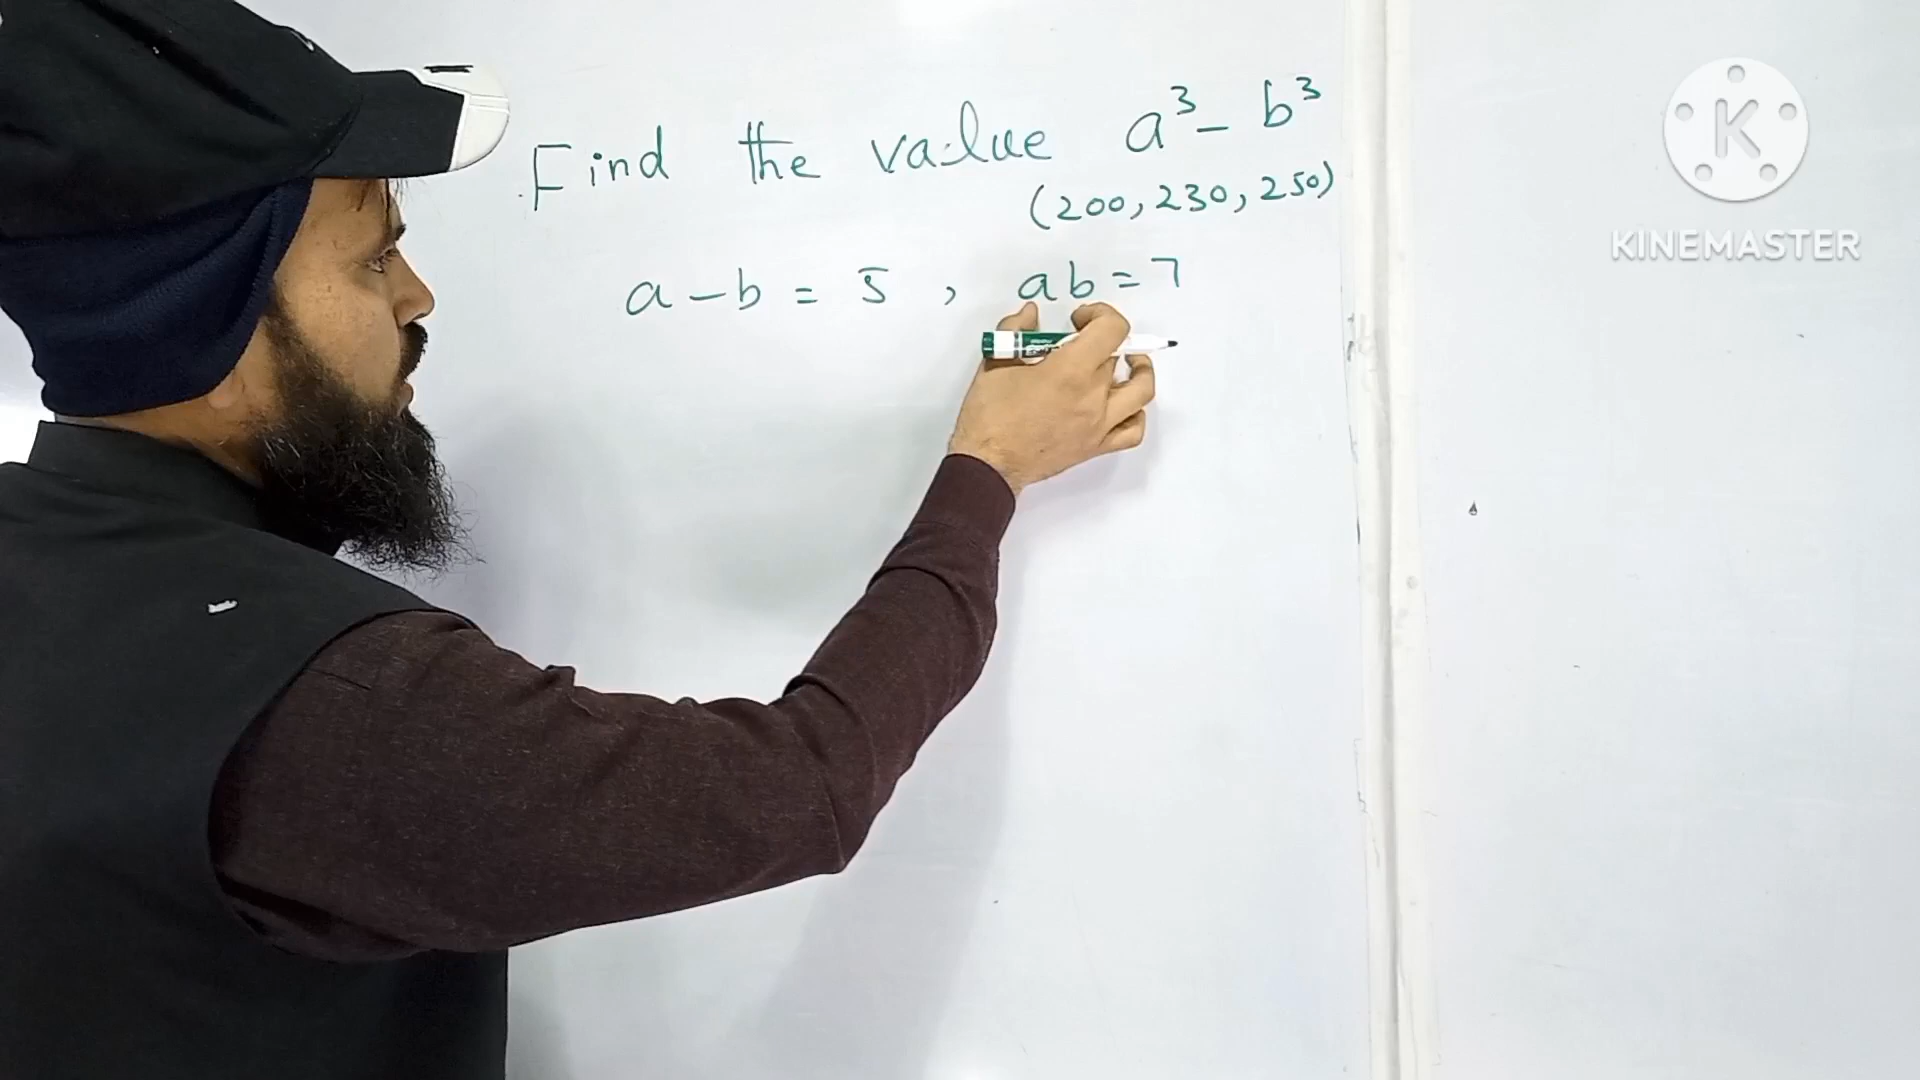 Find the value a³ - b³
(200, 230, 250)
a - b = 5 , ab = 7
K
KINEMASTER